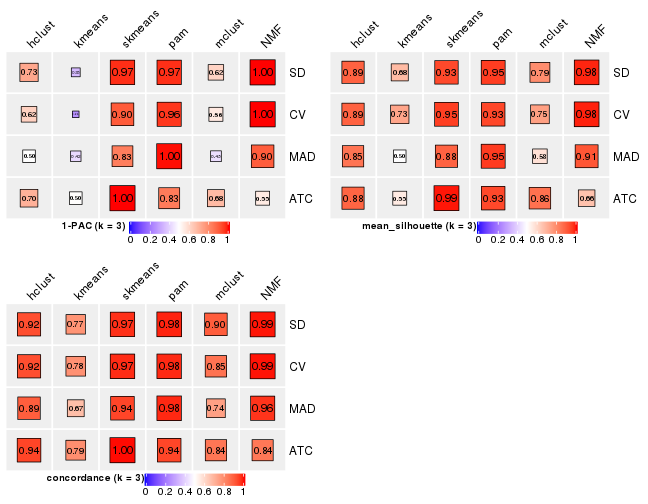 hclust kmeans skmeans pam mclust NMF
0.73 0.97 0.97 0.62 1.00 SD
0.62 0.90 0.96 0.56 1.00 CV
0.50 0.43 0.83 1.00 0.90 MAD
0.70 0.50 1.00 0.83 0.68 0.55 ATC
1-PAC (k = 3)
0 0.2 0.4 0.6 0.8 1
hclust kmeans skmeans pam mclust NMF
0.89 0.68 0.93 0.95 0.79 0.98 SD
0.89 0.73 0.95 0.93 0.75 0.98 CV
0.85 0.50 0.88 0.95 0.58 0.91 MAD
0.88 0.55 0.99 0.93 0.86 0.66 ATC
mean_silhouette (k = 3)
0 0.2 0.4 0.6 0.8 1
hclust kmeans skmeans pam mclust NMF
0.92 0.77 0.97 0.98 0.90 0.99 SD
0.92 0.78 0.97 0.98 0.85 0.99 CV
0.89 0.67 0.94 0.98 0.74 0.96 MAD
0.94 0.79 1.00 0.94 0.84 0.84 ATC
concordance (k = 3)
0 0.2 0.4 0.6 0.8 1